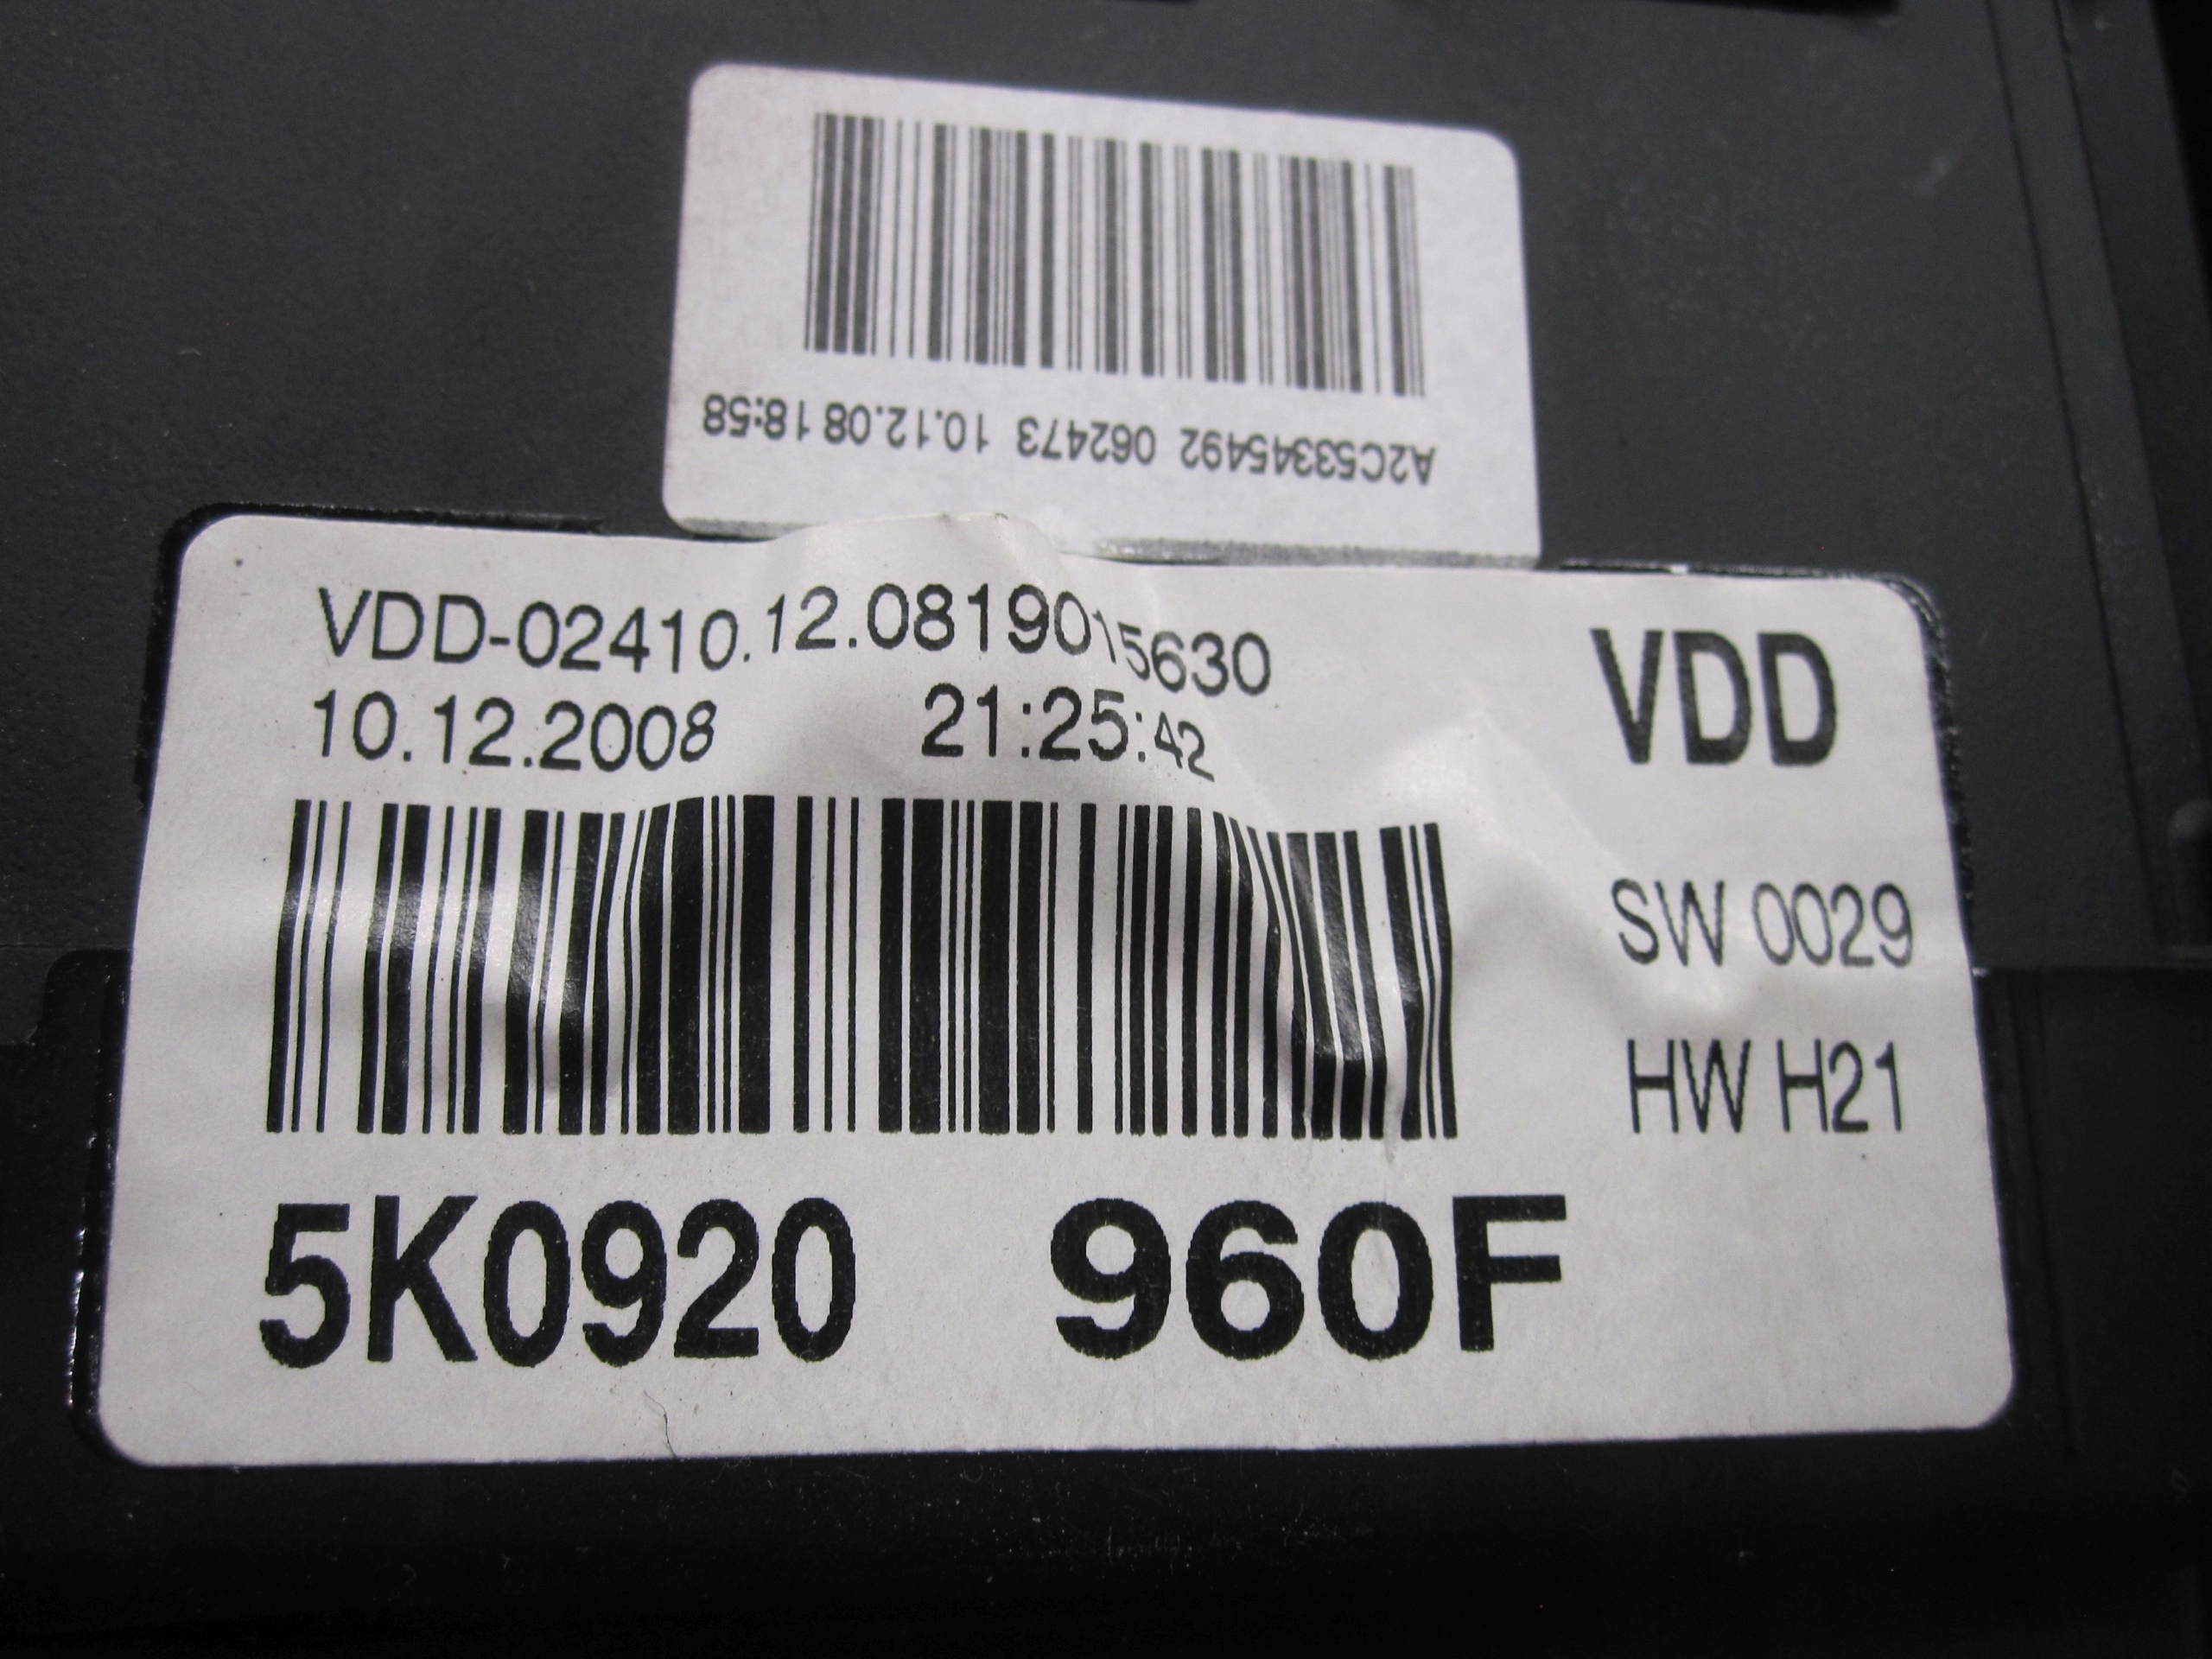 A2C53345492 062473 10.12.08 18:58
VDD-02410.12.0819015630
10.12.2008 21:25:42
VDD
SW 0029
HW H21
5K0920 960F